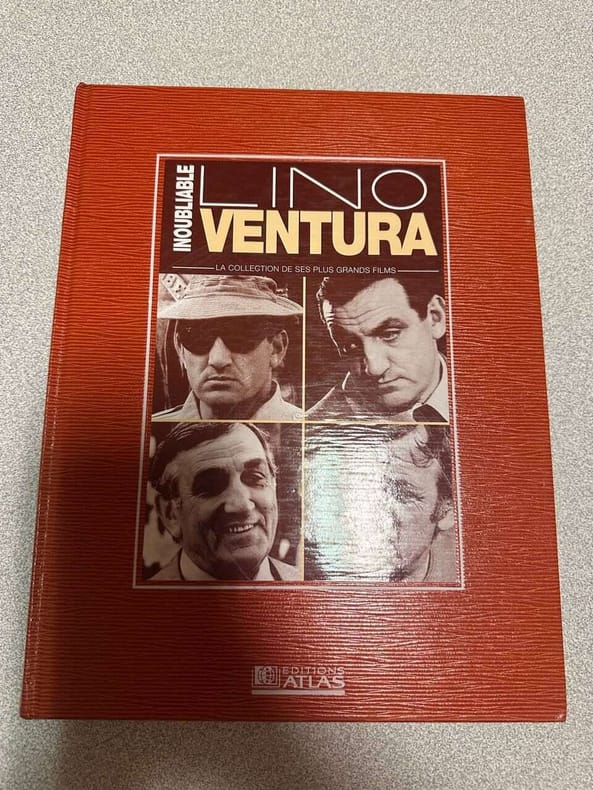 INOUBLIABLE
LINO
VENTURA
LA COLLECTION DE SES PLUS GRANDS FILMS
EDITIONS
ATLAS